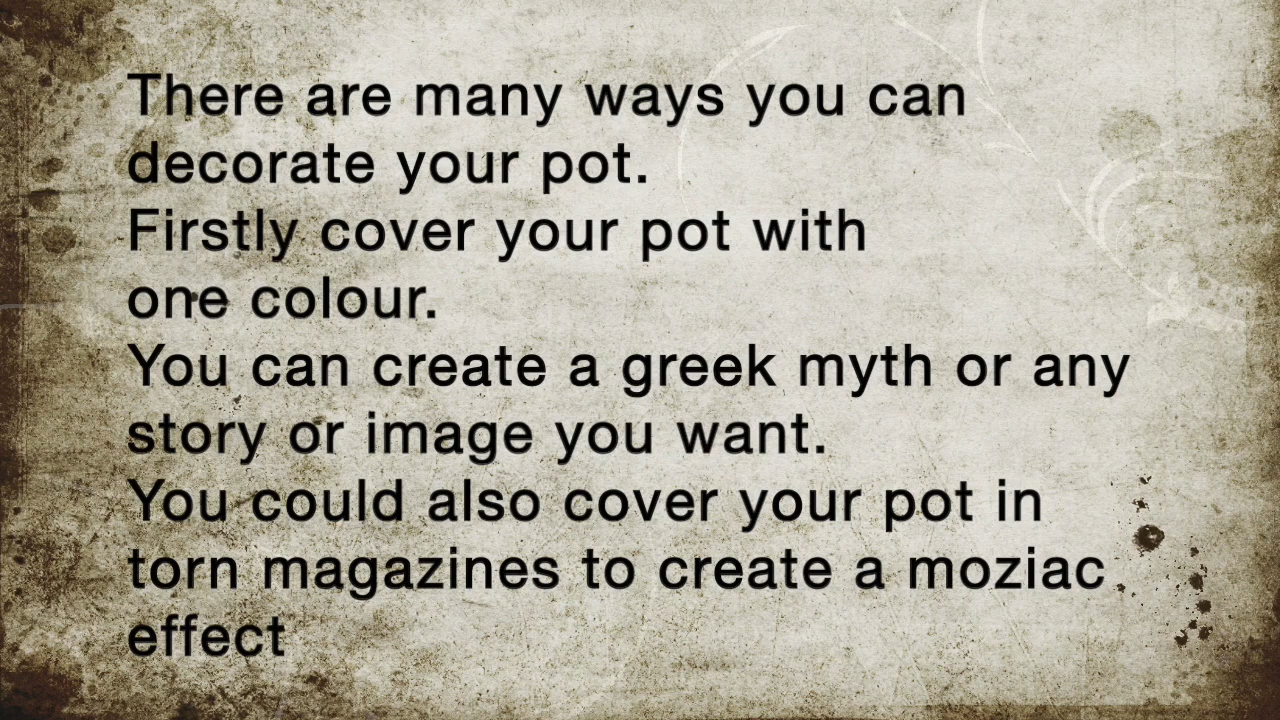 There are many ways you can
decorate your pot.
Firstly cover your pot with
one colour.
You can create a greek myth or any
story or image you want.
You could also cover your pot in
torn magazines to create a moziac
effect